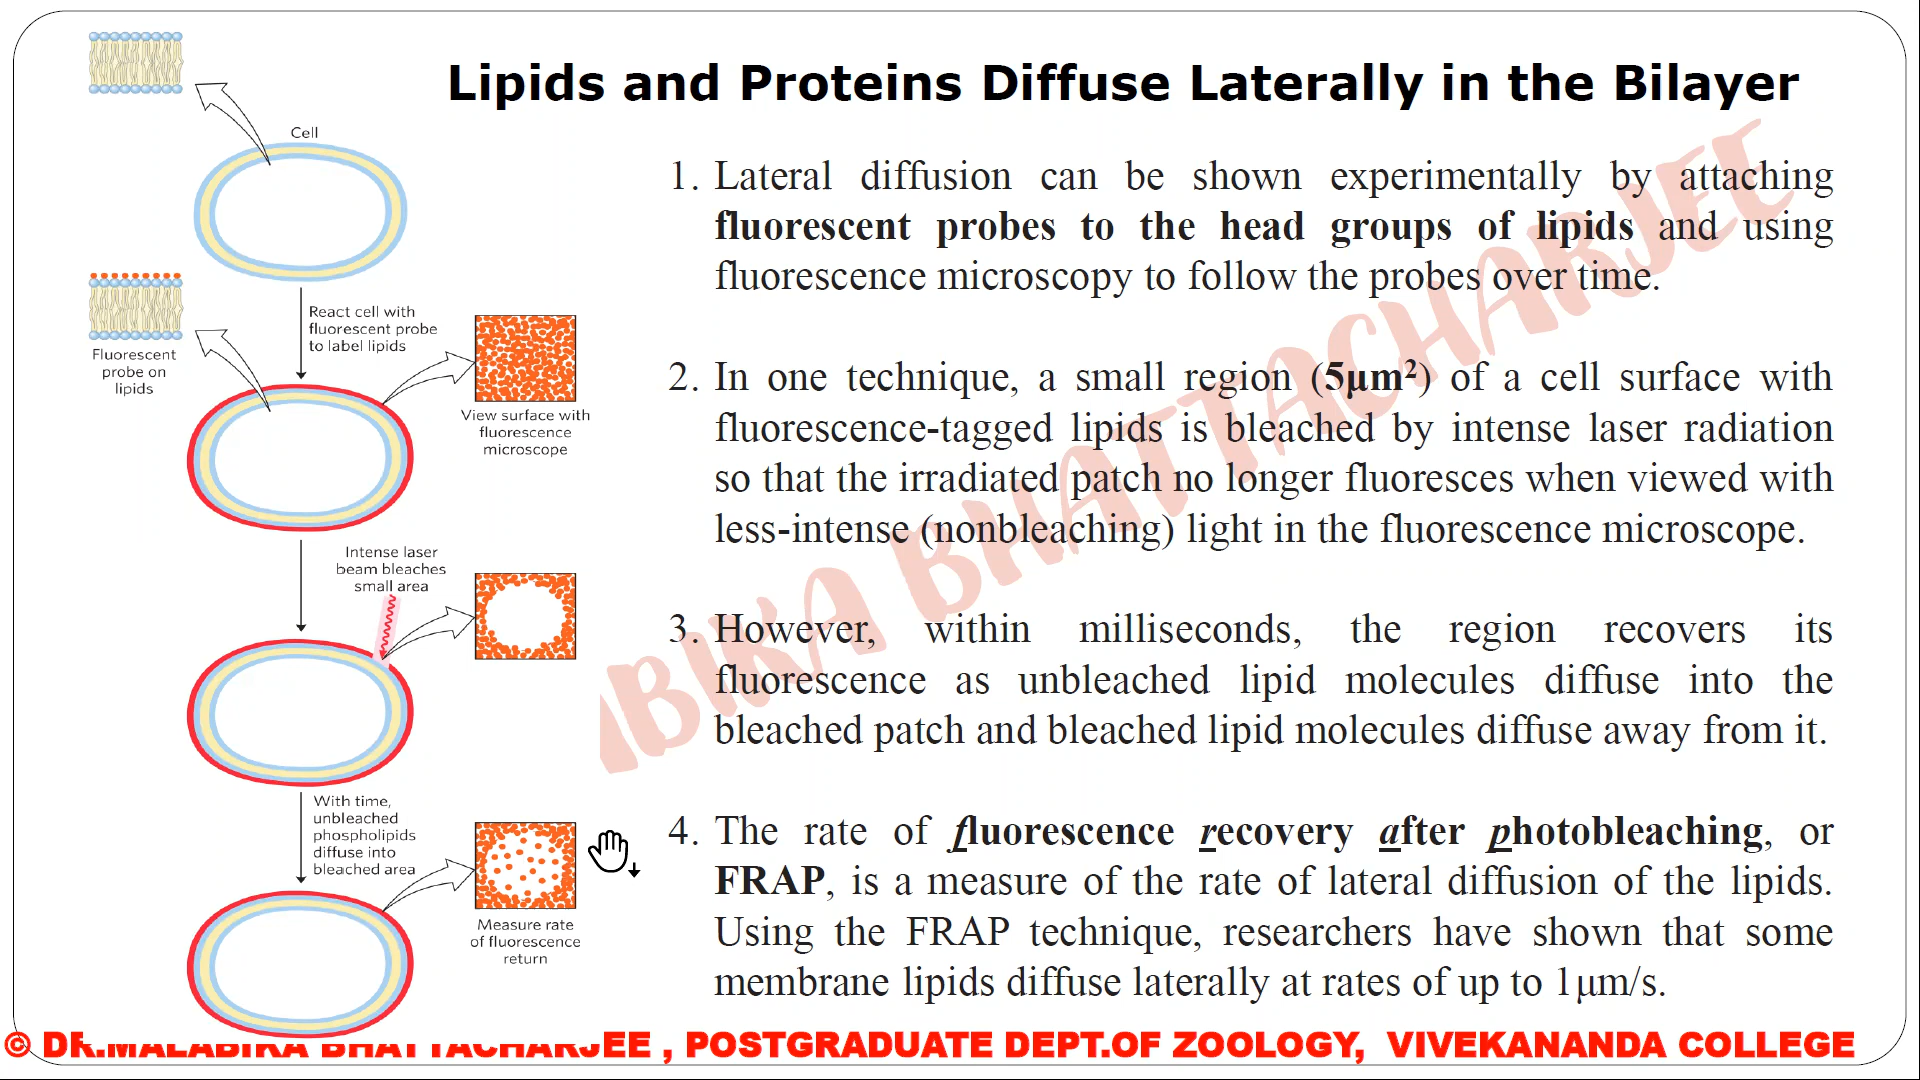 Lipids and Proteins Diffuse Laterally in the Bilayer
Cell
React cell with
fluorescent probe
to label lipids
Fluorescent
probe on
lipids
View surface with
fluorescence
microscope
Intense laser
beam bleaches
small area
With time,
unbleached
phospholipids
diffuse into
bleached area
Measure rate
of fluorescence
return
1. Lateral diffusion can be shown experimentally by attaching
fluorescent probes to the head groups of lipids and using
fluorescence microscopy to follow the probes over time.
2. In one technique, a small region (5μm²) of a cell surface with
fluorescence-tagged lipids is bleached by intense laser radiation
so that the irradiated patch no longer fluoresces when viewed with
less-intense (nonbleaching) light in the fluorescence microscope.
3. However, within milliseconds, the region recovers its
fluorescence as unbleached lipid molecules diffuse into the
bleached patch and bleached lipid molecules diffuse away from it.
4. The rate of fluorescence recovery after photobleaching, or
FRAP, is a measure of the rate of lateral diffusion of the lipids.
Using the FRAP technique, researchers have shown that some
membrane lipids diffuse laterally at rates of up to 1μm/s.
MBIKA BHATTACHARJEE
© DR.MALABIKA BHATTACHARJEE , POSTGRADUATE DEPT.OF ZOOLOGY, VIVEKANANDA COLLEGE